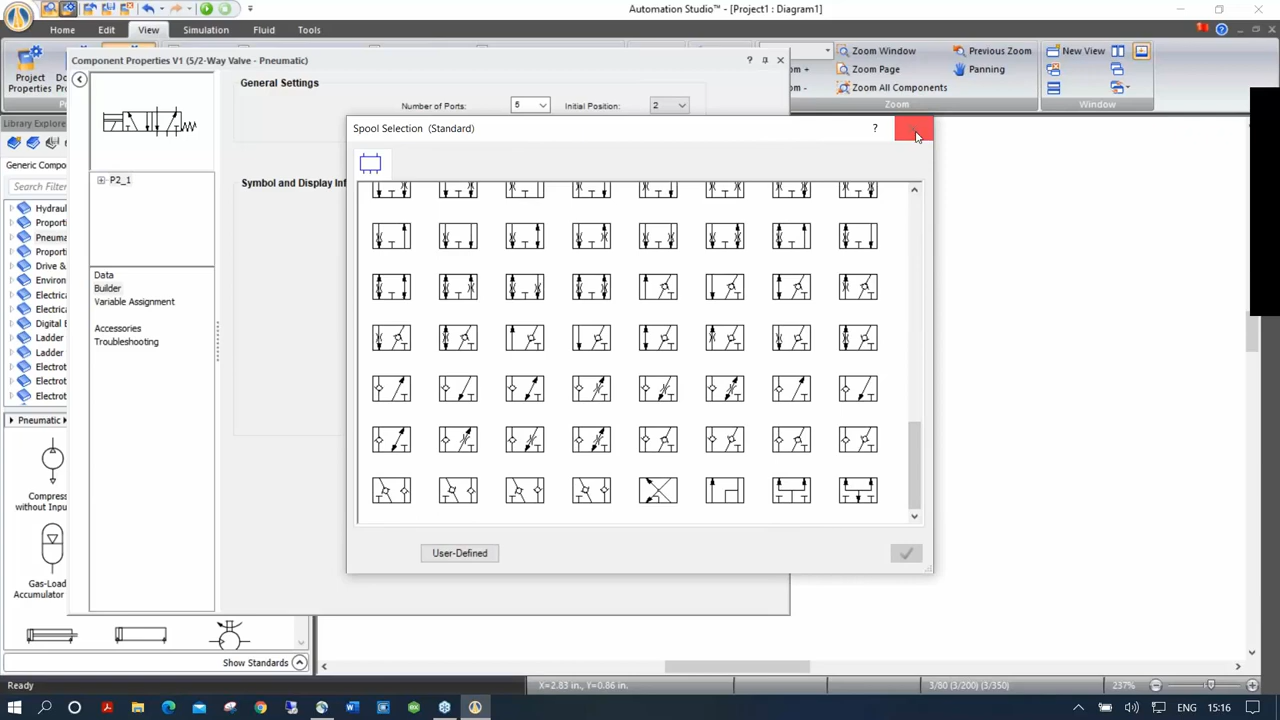 Automation Studio™ - [Project1 : Diagram1]
Home
Edit
View
Simulation
Fluid
Tools
Project
Properties
Zoom Window
Zoom Page
Zoom All Components
Previous Zoom
Panning
Zoom
New View
Window
Component Properties V1 (5/2-Way Valve - Pneumatic)
?
P2_1
Data
Builder
Variable Assignment
Accessories
Troubleshooting
General Settings
Number of Ports:
5
Initial Position:
2
Symbol and Display Inf
Spool Selection (Standard)
?
User-Defined
Library Explore
Generic Compo
Search Filter
Hydraul
Proporti
Pneuma
Proporti
Drive &
Environ
Electrica
Electrica
Digital E
Ladder
Ladder
Electrot
Electrot
Electrot
Pneumatic
Compress
without Inpu
Gas-Load
Accumulator
Show Standards
Ready
X=2.83 in., Y=0.86 in.
3/80 (3/200) (3/350)
237%
ENG
15:16